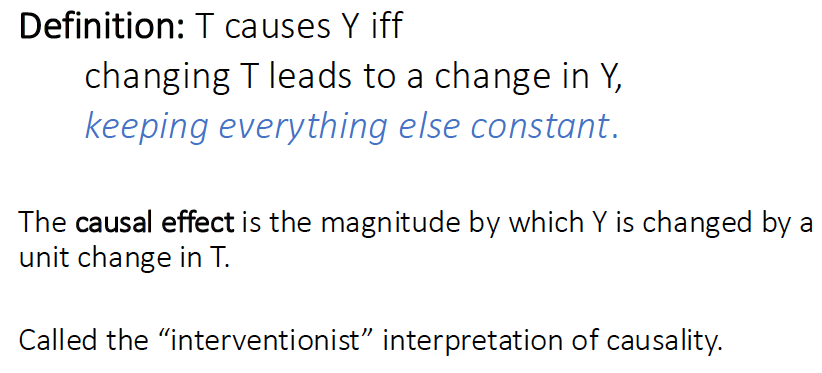 Definition: T causes Y iff
changing T leads to a change in Y,
keeping everything else constant.
The causal effect is the magnitude by which Y is changed by a
unit change in T.
Called the “interventionist” interpretation of causality.